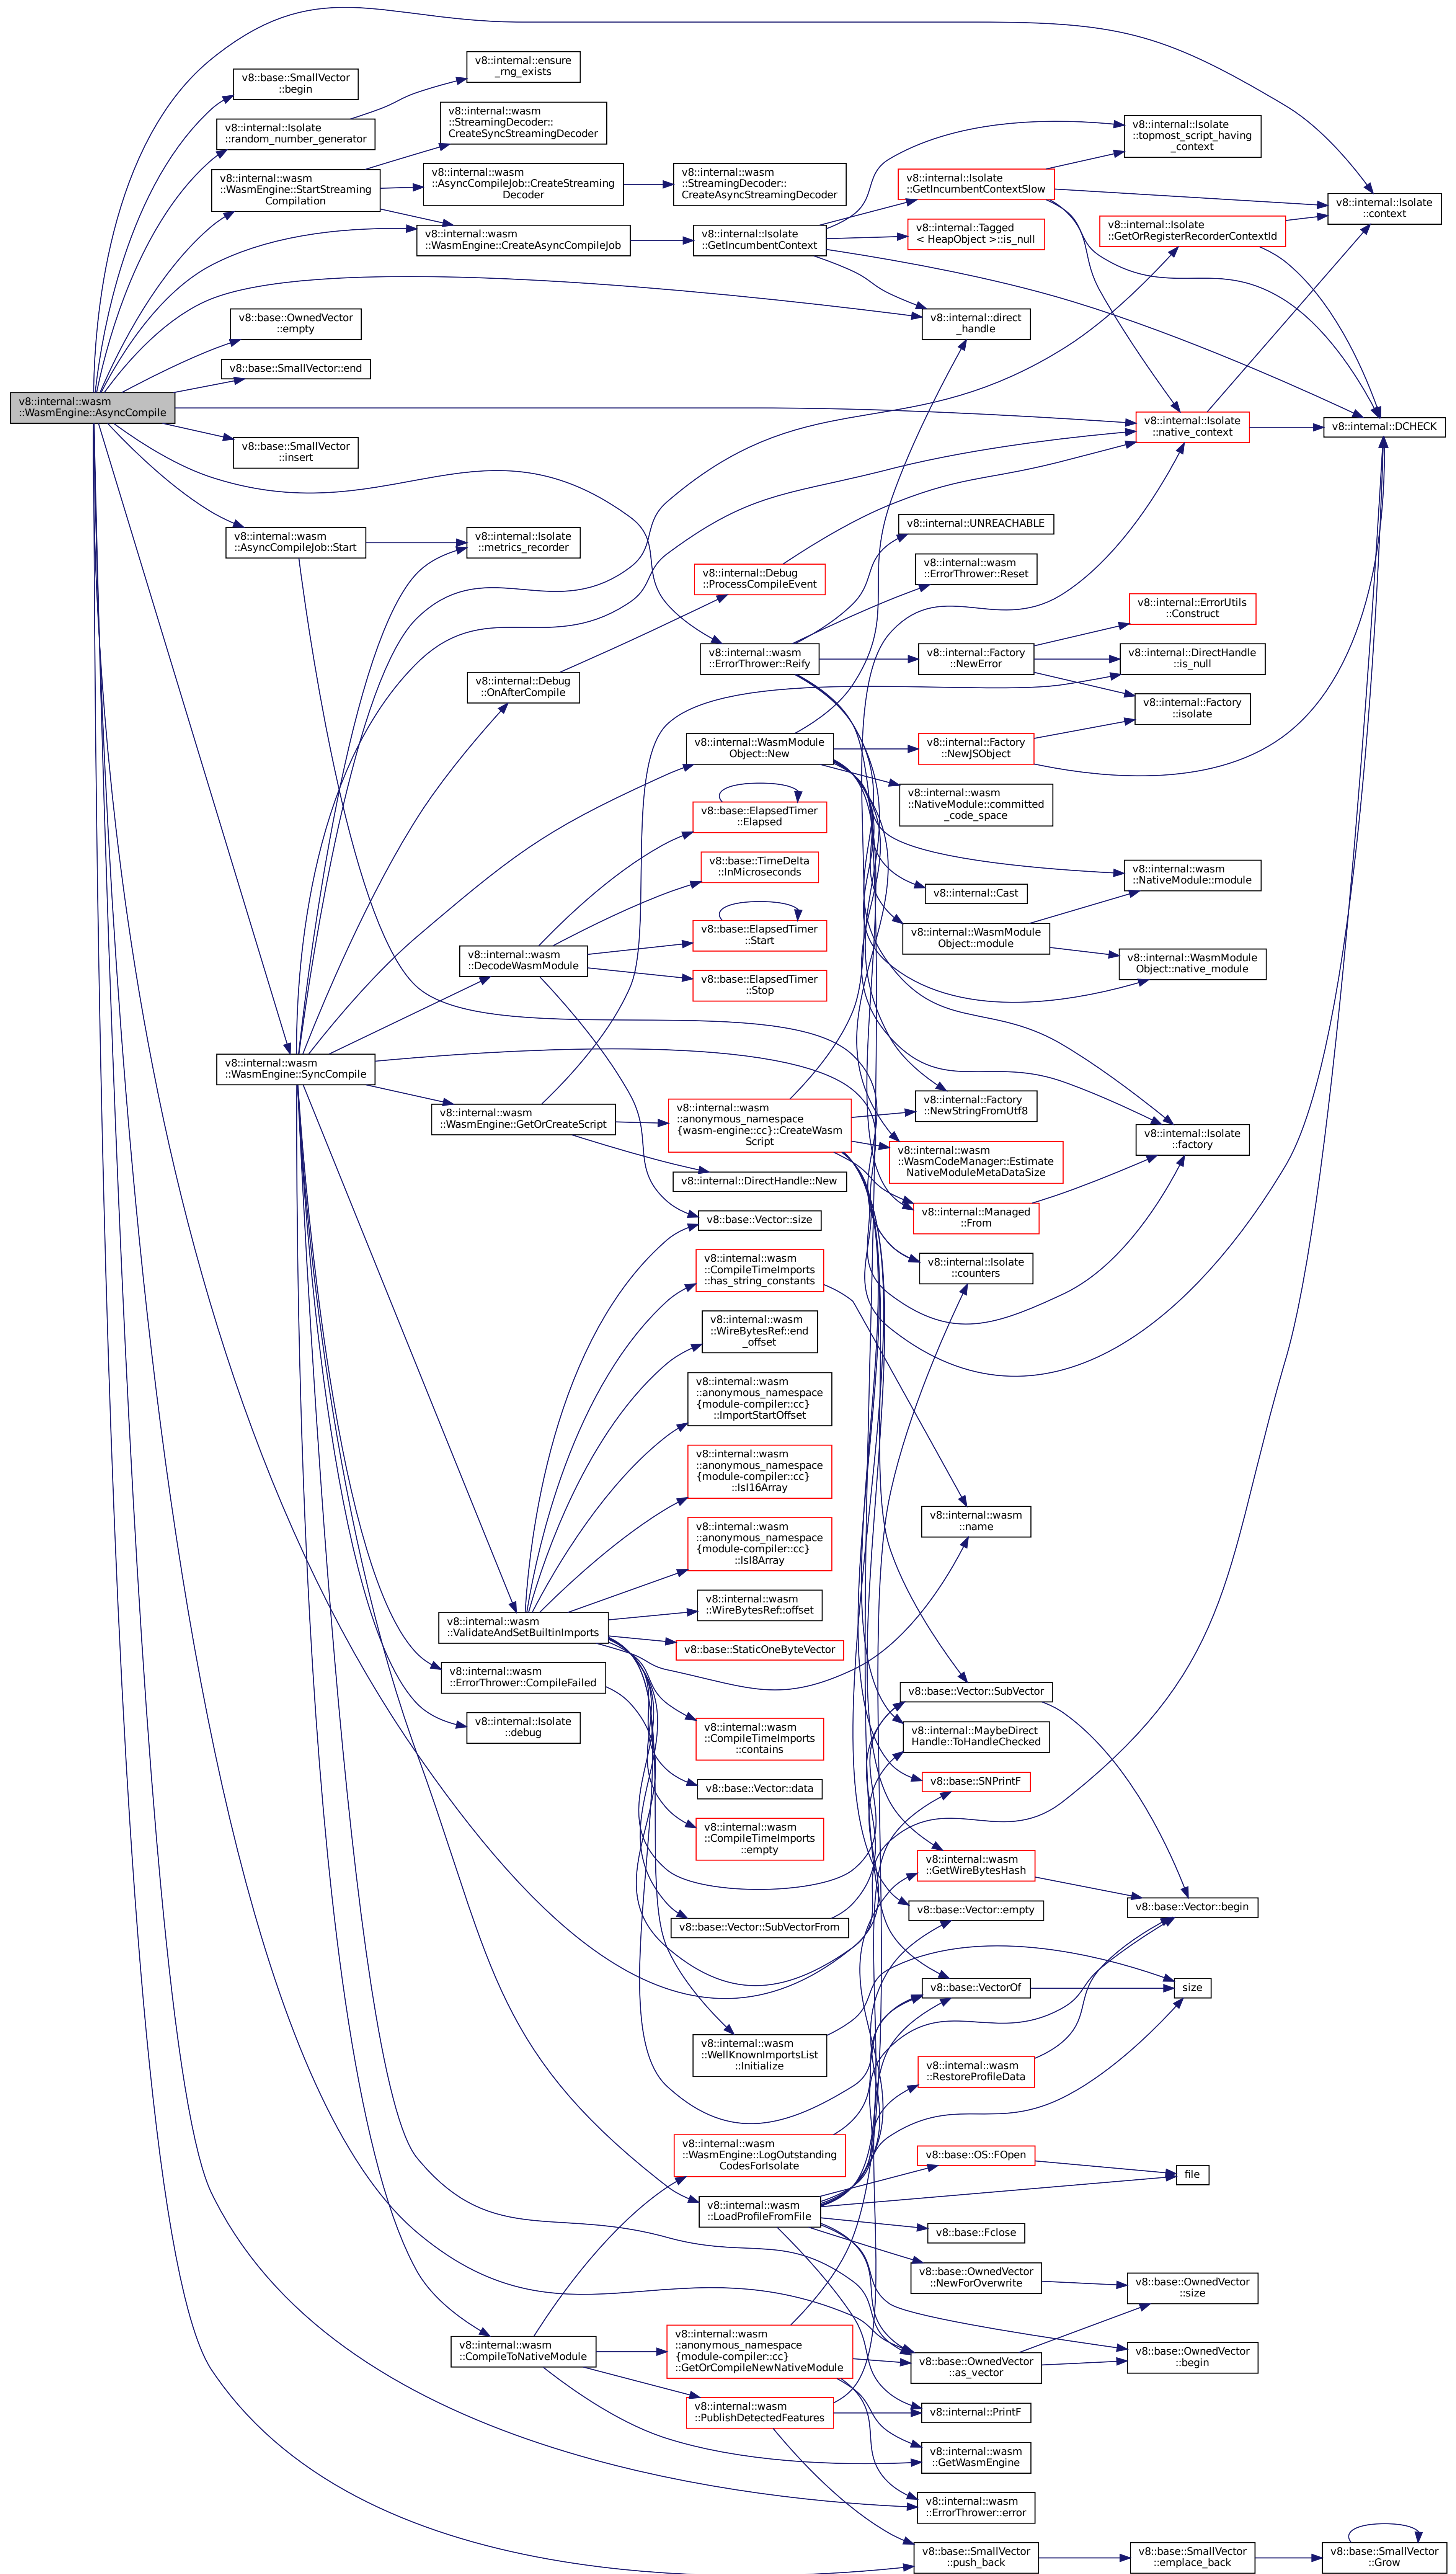 v8::internal::wasm
::WasmEngine::AsyncCompile
v8::base::SmallVector
::begin
v8::internal::Isolate
::random_number_generator
v8::internal::wasm
::WasmEngine::StartStreaming
Compilation
v8::base::OwnedVector
::empty
v8::base::SmallVector::end
v8::base::SmallVector
::insert
v8::internal::wasm
::AsyncCompileJob::Start
v8::internal::wasm
::WasmEngine::SyncCompile
v8::internal::ensure
_rng_exists
v8::internal::wasm
::StreamingDecoder::
CreateSyncStreamingDecoder
v8::internal::wasm
::AsyncCompileJob::CreateStreaming
Decoder
v8::internal::wasm
::WasmEngine::CreateAsyncCompileJob
v8::internal::Isolate
::metrics_recorder
v8::internal::Debug
::OnAfterCompile
v8::internal::wasm
::DecodeWasmModule
v8::internal::wasm
::WasmEngine::GetOrCreateScript
v8::internal::wasm
::ValidateAndSetBuiltinImports
v8::internal::wasm
::ErrorThrower::CompileFailed
v8::internal::Isolate
::debug
v8::internal::wasm
::CompileToNativeModule
v8::internal::wasm
::StreamingDecoder::
CreateAsyncStreamingDecoder
v8::internal::Isolate
::GetIncumbentContext
v8::internal::Debug
::ProcessCompileEvent
v8::internal::wasm
::ErrorThrower::Reify
v8::internal::WasmModule
Object::New
v8::base::ElapsedTimer
::Elapsed
v8::base::TimeDelta
::InMicroseconds
v8::base::ElapsedTimer
::Start
v8::base::ElapsedTimer
::Stop
v8::internal::wasm
::anonymous_namespace
{wasm-engine::cc}::CreateWasm
Script
v8::internal::DirectHandle::New
v8::base::Vector::size
v8::internal::wasm
::CompileTimeImports
::has_string_constants
v8::internal::wasm
::WireBytesRef::end
_offset
v8::internal::wasm
::anonymous_namespace
{module-compiler::cc}
::ImportStartOffset
v8::internal::wasm
::anonymous_namespace
{module-compiler::cc}
::IsI16Array
v8::internal::wasm
::anonymous_namespace
{module-compiler::cc}
::IsI8Array
v8::internal::wasm
::WireBytesRef::offset
v8::base::StaticOneByteVector
v8::internal::wasm
::CompileTimeImports
::contains
v8::base::Vector::data
v8::internal::wasm
::CompileTimeImports
::empty
v8::base::Vector::SubVectorFrom
v8::internal::wasm
::WellKnownImportsList
::Initialize
v8::internal::wasm
::WasmEngine::LogOutstanding
CodesForIsolate
v8::internal::wasm
::LoadProfileFromFile
v8::internal::wasm
::anonymous_namespace
{module-compiler::cc}
::GetOrCompileNewNativeModule
v8::internal::wasm
::PublishDetectedFeatures
v8::internal::Isolate
::GetIncumbentContextSlow
v8::internal::Tagged
< HeapObject >::is_null
v8::internal::direct
_handle
v8::internal::UNREACHABLE
v8::internal::wasm
::ErrorThrower::Reset
v8::internal::Factory
::NewError
v8::internal::Factory
::NewJSObject
v8::internal::wasm
::NativeModule::committed
_code_space
v8::internal::Cast
v8::internal::WasmModule
Object::module
v8::internal::Factory
::NewStringFromUtf8
v8::internal::wasm
::WasmCodeManager::Estimate
NativeModuleMetaDataSize
v8::internal::Managed
::From
v8::internal::Isolate
::counters
v8::internal::wasm
::name
v8::base::Vector::SubVector
v8::internal::MaybeDirect
Handle::ToHandleChecked
v8::base::SNPrintF
v8::internal::wasm
::GetWireBytesHash
v8::base::Vector::empty
v8::base::VectorOf
v8::internal::wasm
::RestoreProfileData
v8::base::OS::FOpen
v8::base::Fclose
v8::base::OwnedVector
::NewForOverwrite
v8::base::OwnedVector
::as_vector
v8::internal::PrintF
v8::internal::wasm
::GetWasmEngine
v8::internal::wasm
::ErrorThrower::error
v8::base::SmallVector
::push_back
v8::internal::Isolate
::topmost_script_having
_context
v8::internal::Isolate
::GetOrRegisterRecorderContextId
v8::internal::Isolate
::native_context
v8::internal::ErrorUtils
::Construct
v8::internal::DirectHandle
::is_null
v8::internal::Factory
::isolate
v8::internal::wasm
::NativeModule::module
v8::internal::WasmModule
Object::native_module
v8::internal::Isolate
::factory
v8::base::Vector::begin
size
file
v8::base::OwnedVector
::size
v8::base::OwnedVector
::begin
v8::base::SmallVector
::emplace_back
v8::internal::Isolate
::context
v8::internal::DCHECK
v8::base::SmallVector
::Grow